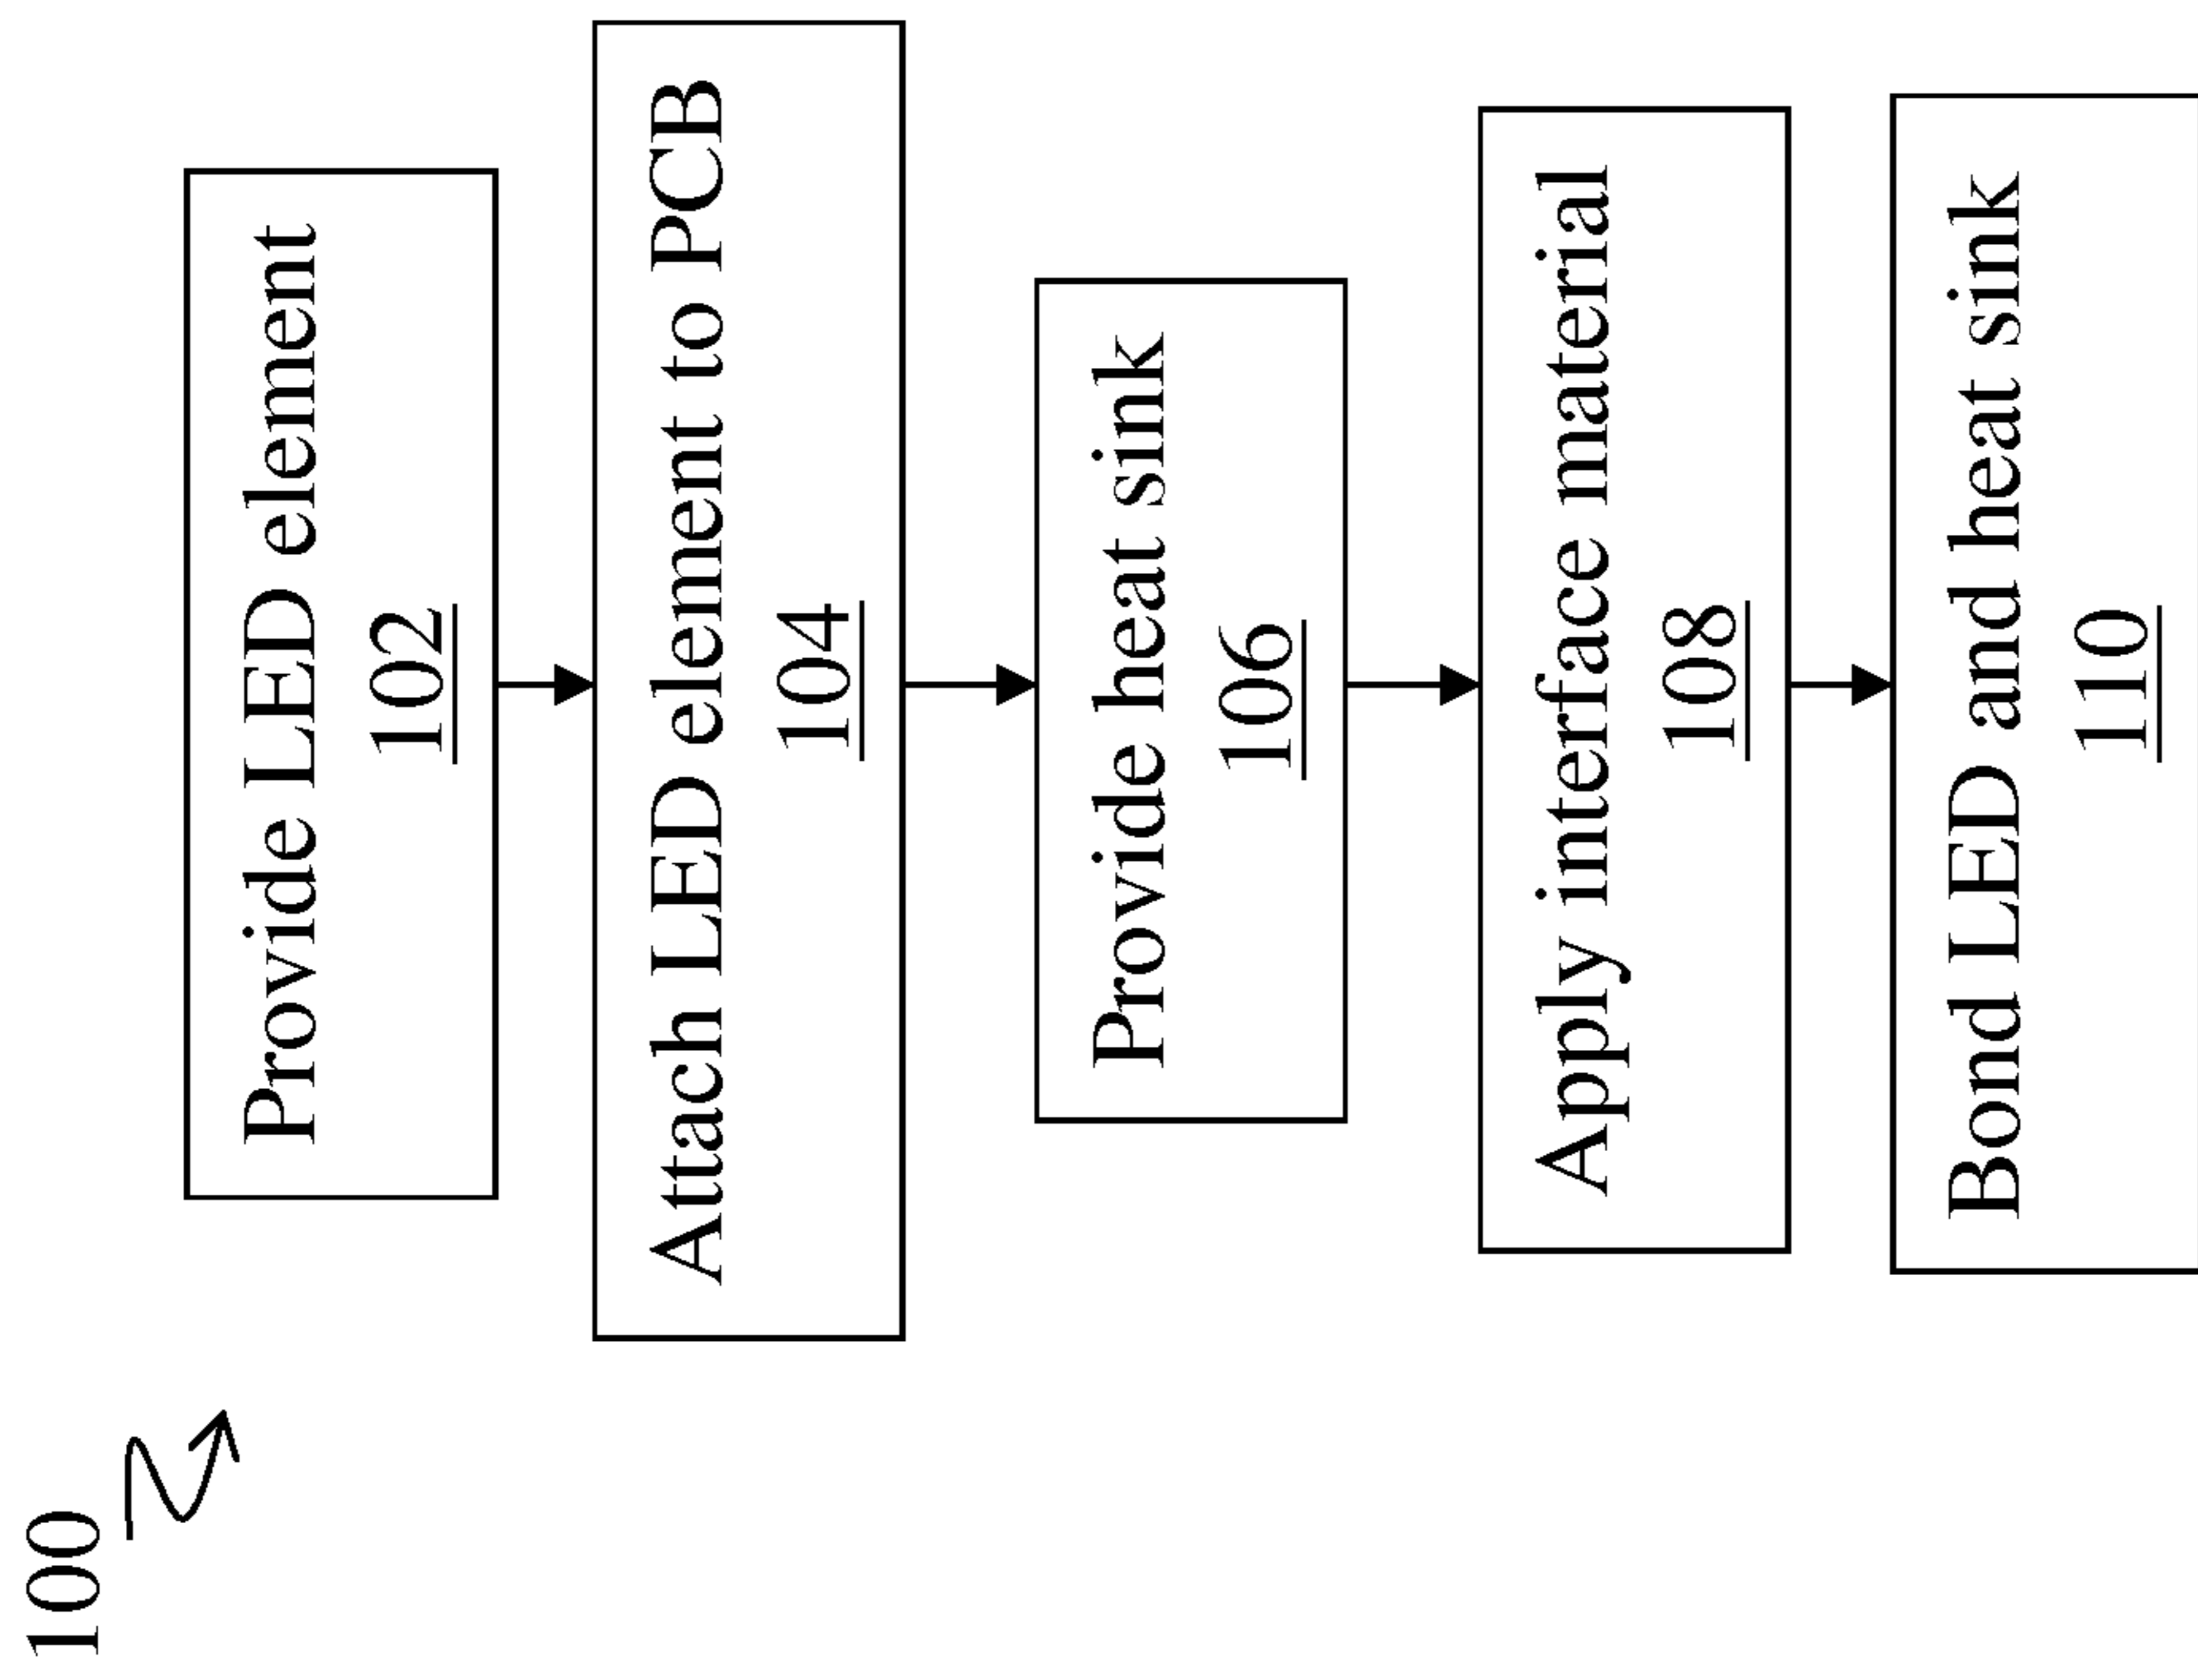 100
Provide LED element
102
Attach LED element to PCB
104
Provide heat sink
106
Apply interface material
108
Bond LED and heat sink
110